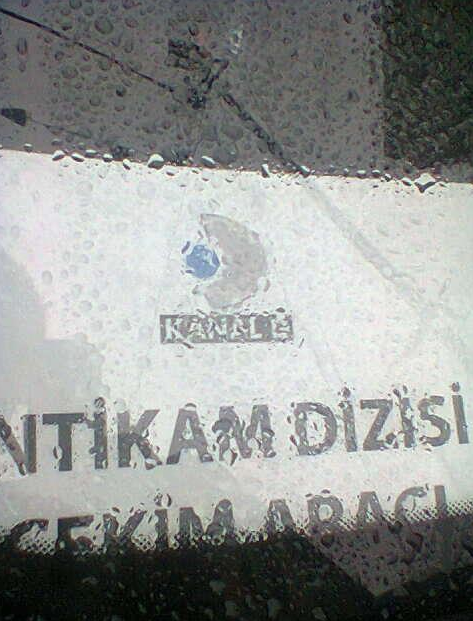 KANAL D
NTİKAM DİZİSİ
ÇEKİM ARACI